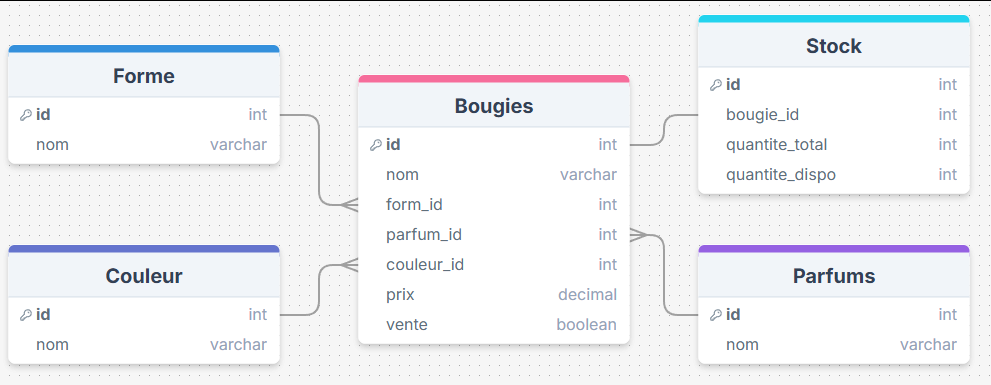 Forme
id int
nom varchar
Couleur
id int
nom varchar
Bougies
id int
nom varchar
form_id int
parfum_id int
couleur_id int
prix decimal
vente boolean
Stock
id int
bougie_id int
quantite_total int
quantite_dispo int
Parfums
id int
nom varchar